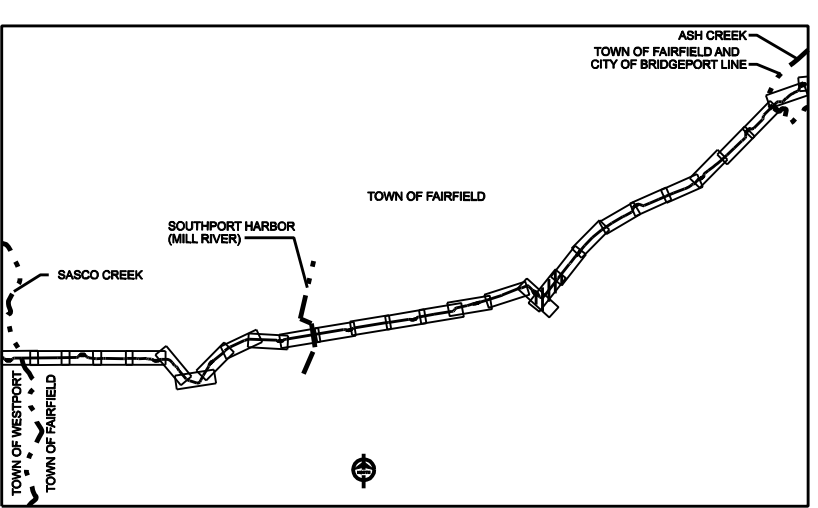 ASH CREEK
TOWN OF FAIRFIELD AND
CITY OF BRIDGEPORT LINE
TOWN OF FAIRFIELD
SOUTHPORT HARBOR
(MILL RIVER)
SASCO CREEK
TOWN OF WESTPORT
TOWN OF FAIRFIELD